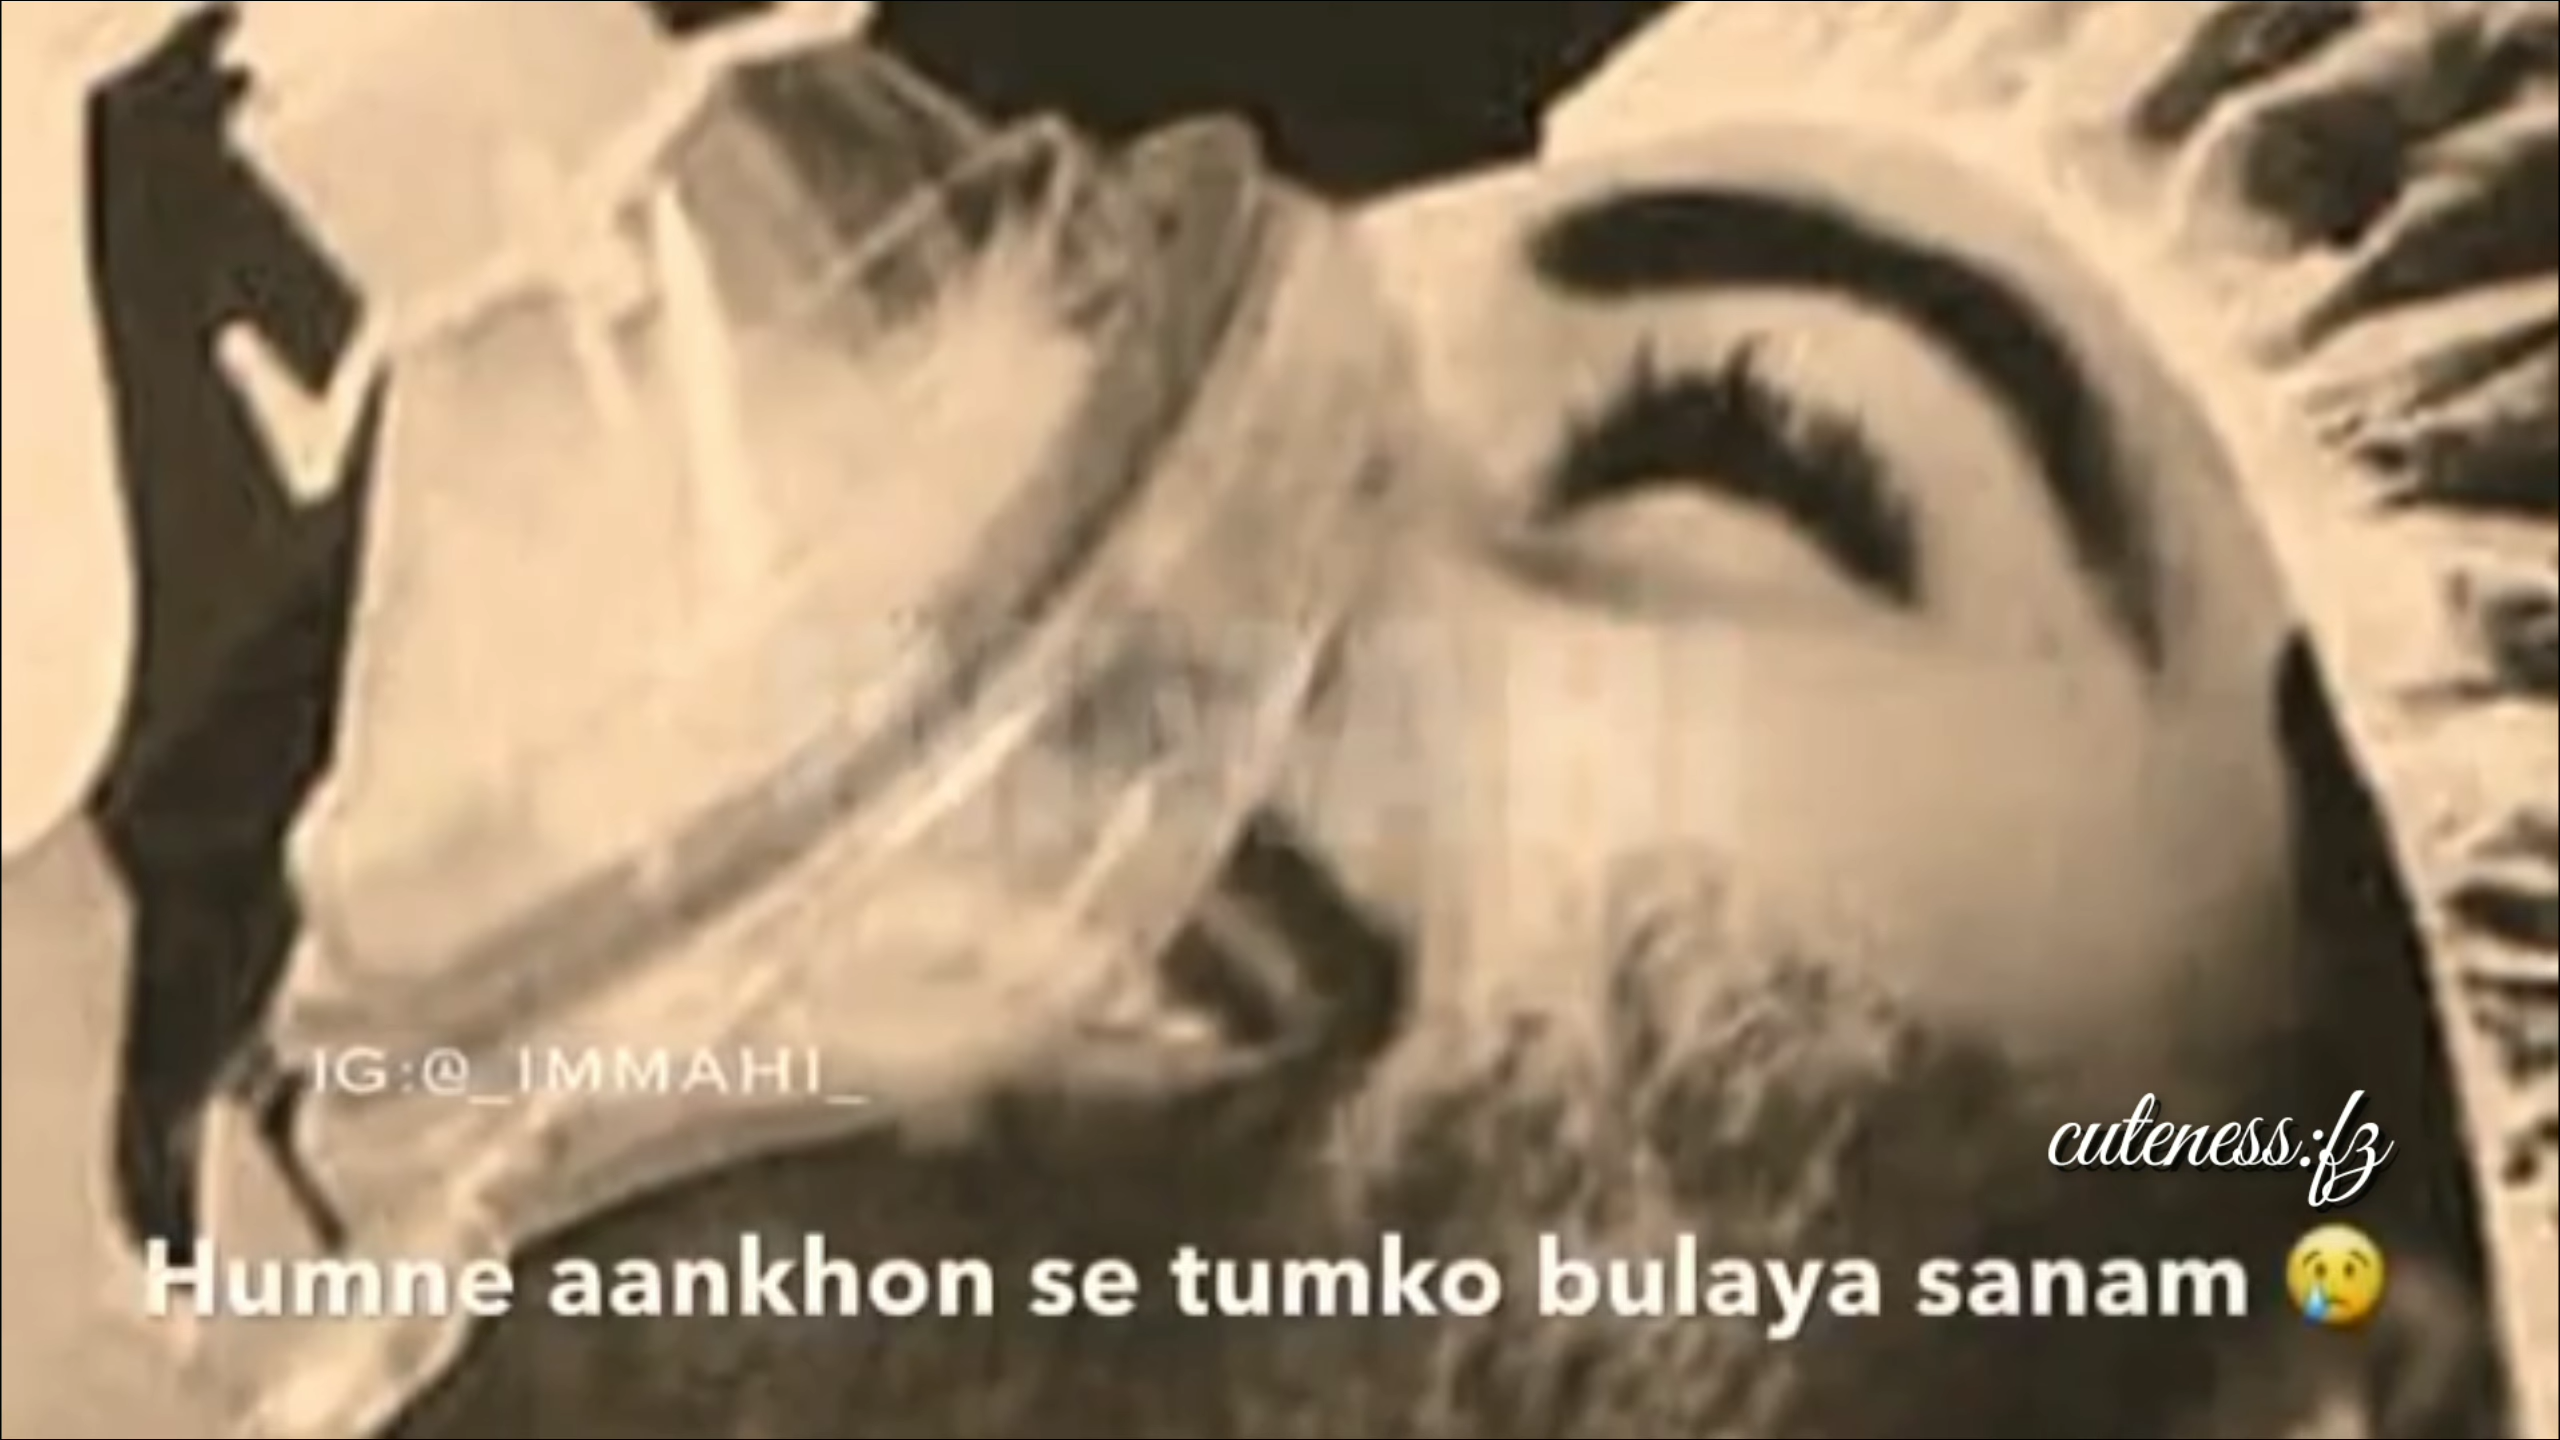 IG:@_IMMAHI_
cuteness:fz
Humne aankhon se tumko bulaya sanam 😢